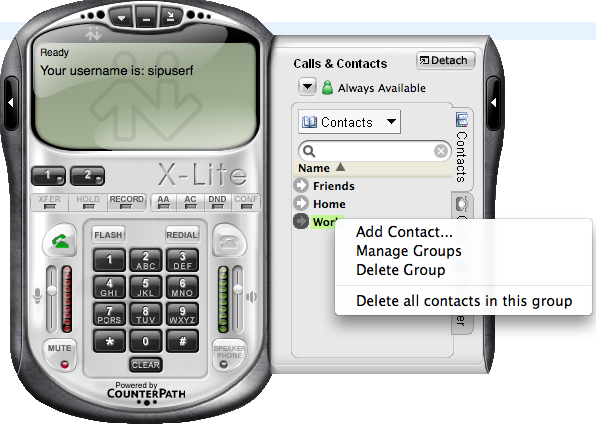 Ready
Your username is: sipuserf
1 2
X-Lite
XFER HOLD RECORD AA AC DND CONF
FLASH REDIAL
1 2 ABC 3 DEF
4 GHI 5 JKL 6 MNO
7 PQRS 8 TUV 9 WXYZ
* 0 #
MUTE CLEAR SPEAKER PHONE
Powered by
COUNTERPATH
Calls & Contacts Detach
Always Available
Contacts
Name
Friends
Home
Work
Contacts
Add Contact...
Manage Groups
Delete Group
Delete all contacts in this group